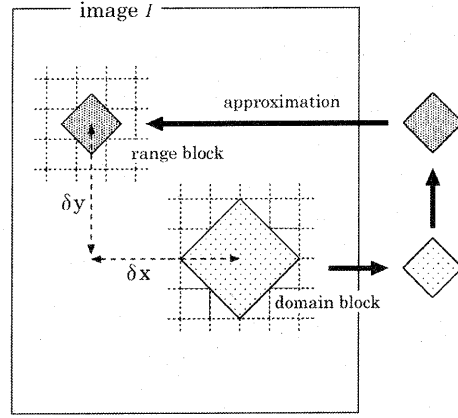 image I
approximation
range block
δy
δx
domain block